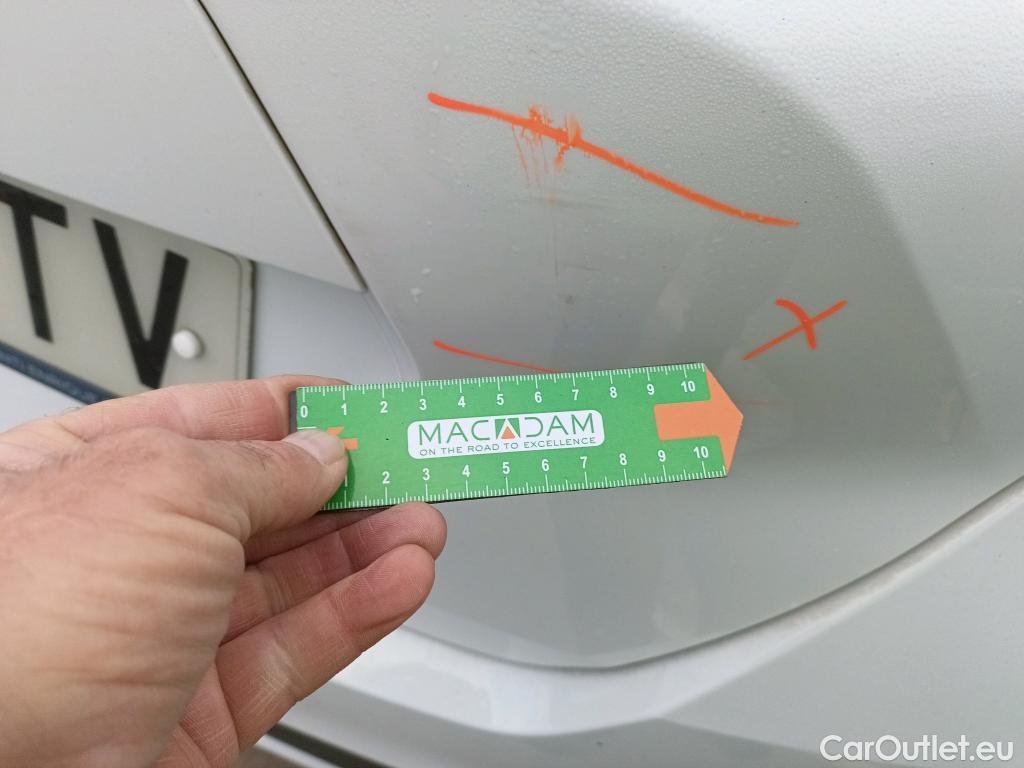 TV
0 1 2 3 4 5 6 7 8 9 10
MACADAM
ON THE ROAD TO EXCELLENCE
2 3 4 5 6 7 8 9 10
CarOutlet.eu